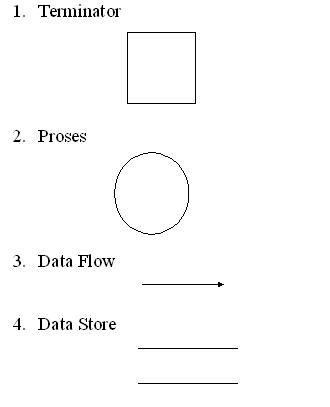 1. Terminator
2. Proses
3. Data Flow
4. Data Store